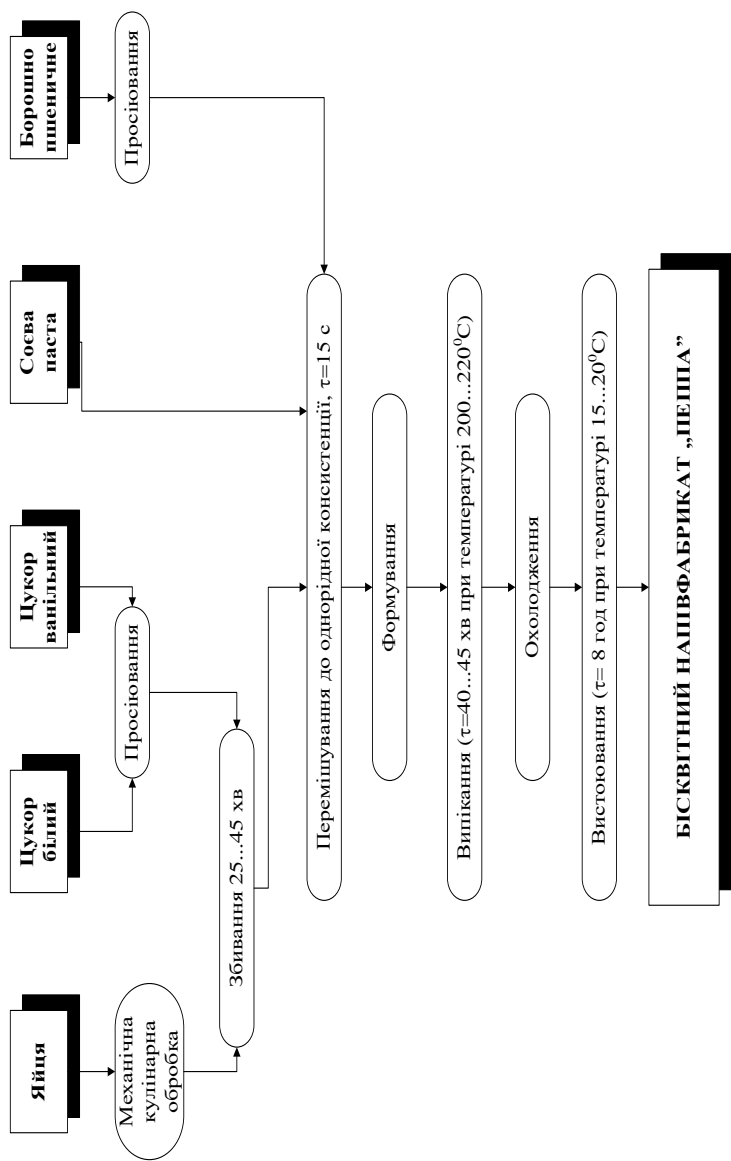 Яйця
Цукор
білий
Цукор
ванільний
Соєва
паста
Борошно
пшеничне
Механічна
кулінарна
обробка
Просіювання
Просіювання
Збивання 25...45 хв
Перемішування до однорідної консистенції, τ=15 с
Формування
Випікання (τ=40...45 хв при температурі 200...220⁰С)
Охолодження
Вистоювання (τ= 8 год при температурі 15...20⁰С)
БІСКВІТНИЙ НАПІВФАБРИКАТ „ПЕППА”